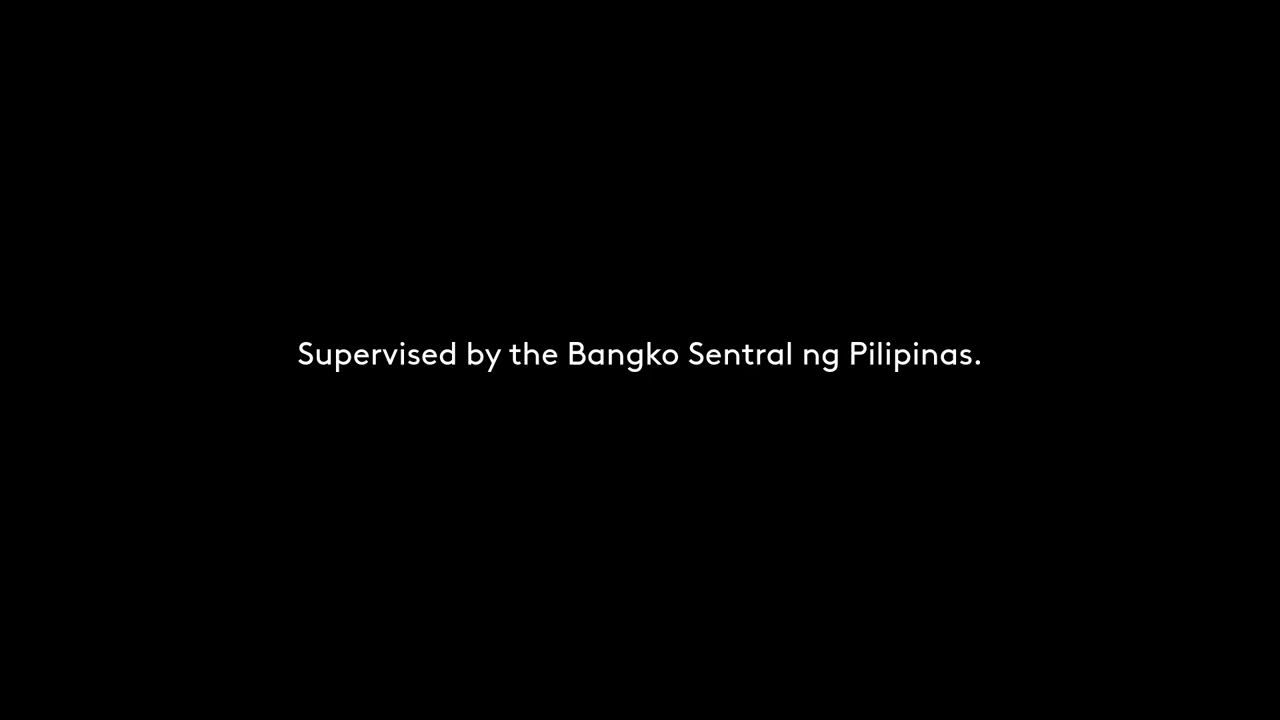 Supervised by the Bangko Sentral ng Pilipinas.